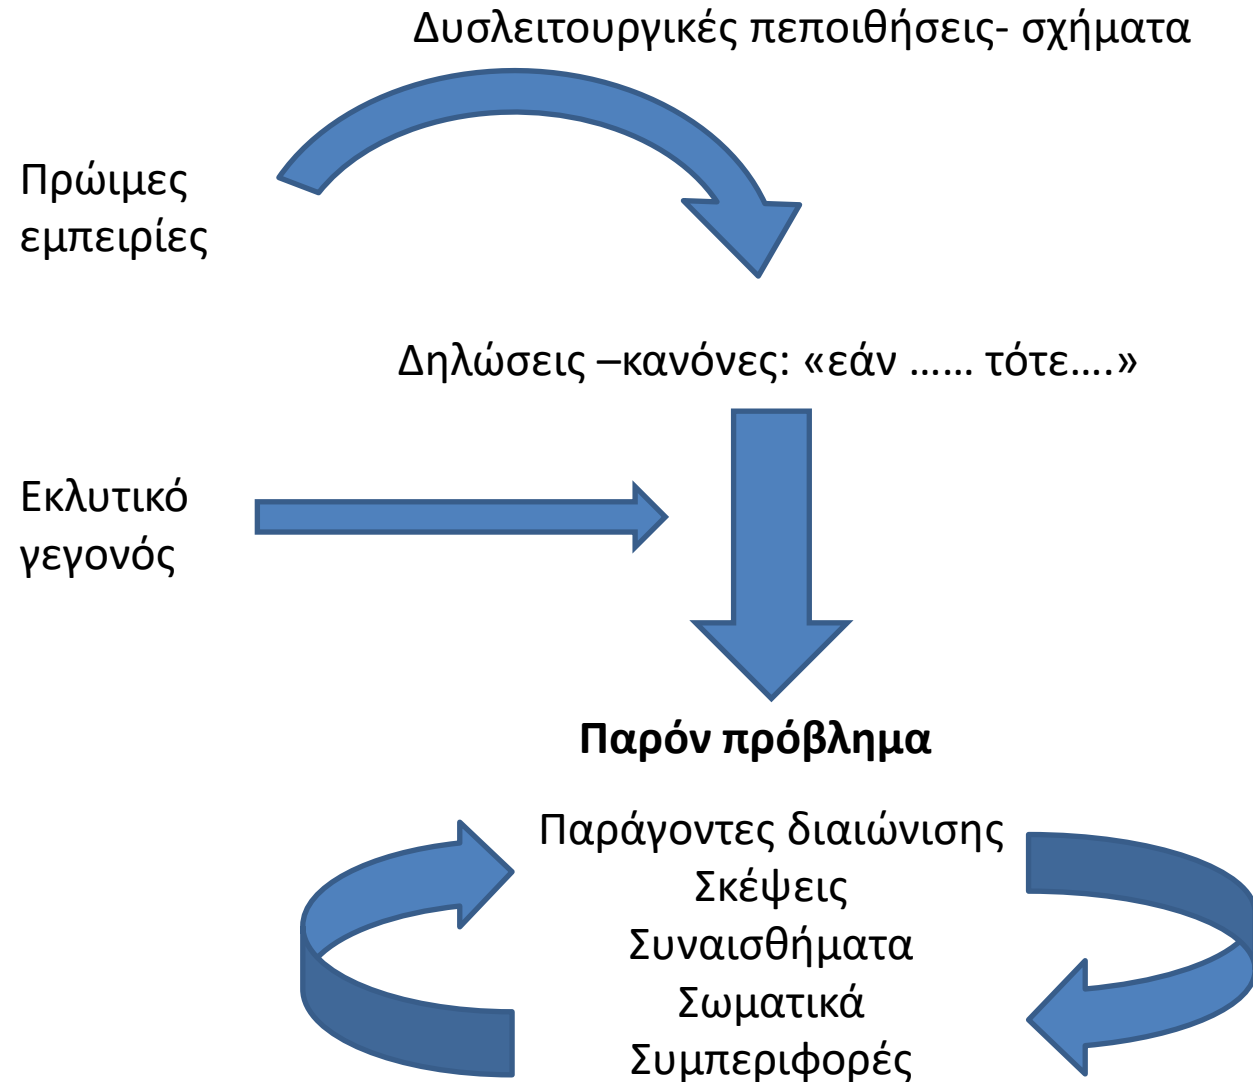 Δυσλειτουργικές πεποιθήσεις- σχήματα
Πρώιμες
εμπειρίες
Δηλώσεις –κανόνες: «εάν …… τότε….»
Εκλυτικό
γεγονός
Παρόν πρόβλημα
Παράγοντες διαιώνισης
Σκέψεις
Συναισθήματα
Σωματικά
Συμπεριφορές